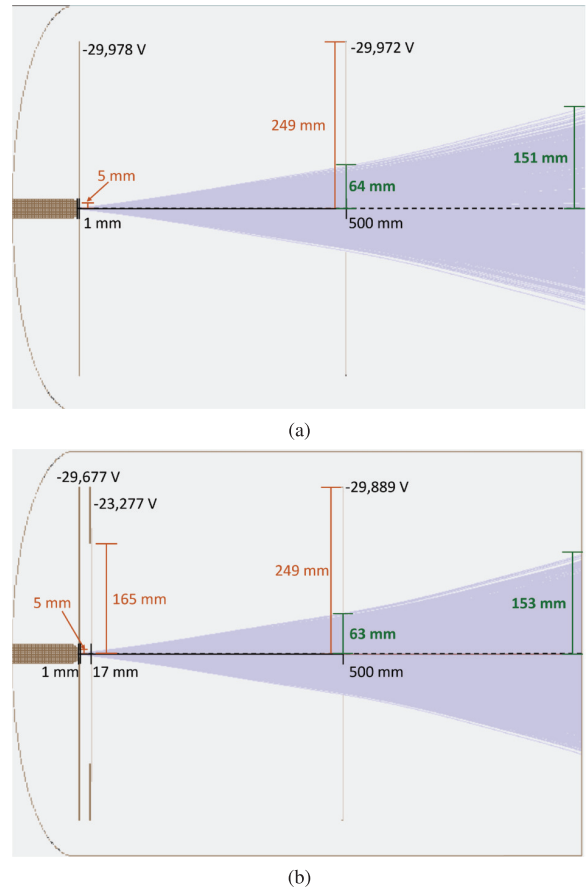 -29,978 V
-29,972 V
249 mm
5 mm
151 mm
64 mm
1 mm
500 mm
(a)
-29,677 V
-29,889 V
-23,277 V
249 mm
165 mm
5 mm
153 mm
63 mm
1 mm
17 mm
500 mm
(b)